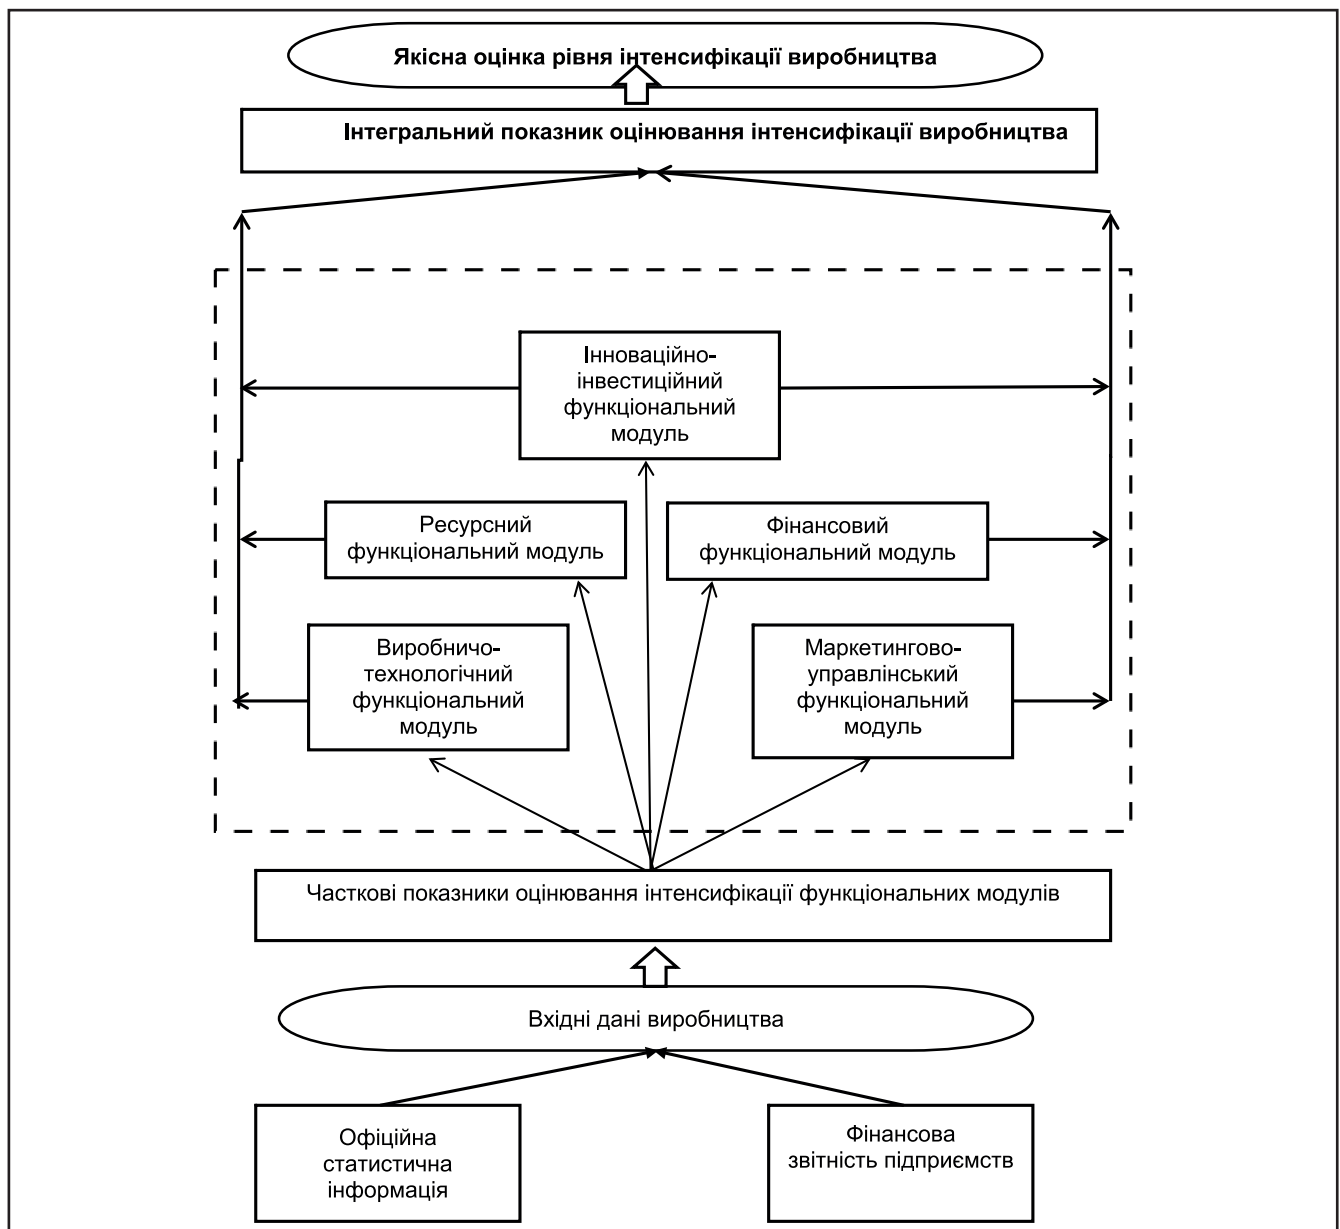 Якісна оцінка рівня інтенсифікації виробництва
Інтегральний показник оцінювання інтенсифікації виробництва
Інноваційно-
інвестиційний
функціональний
модуль
Ресурсний
функціональний модуль
Фінансовий
функціональний модуль
Виробничо-
технологічний
функціональний
модуль
Маркетингово-
управлінський
функціональний
модуль
Часткові показники оцінювання інтенсифікації функціональних модулів
Вхідні дані виробництва
Офіційна
статистична
інформація
Фінансова
звітність підприємств